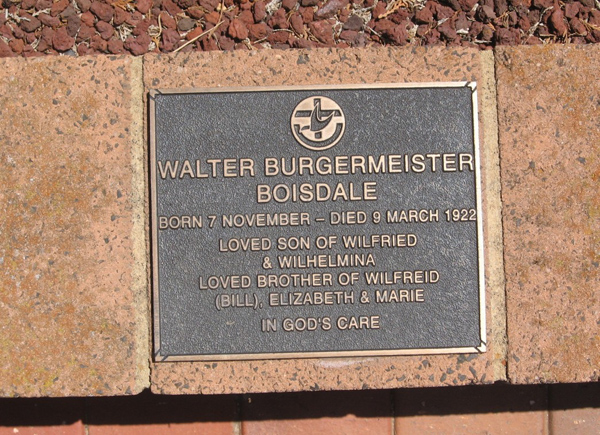 WALTER BURGERMEISTER
BOISDALE
BORN 7 NOVEMBER – DIED 9 MARCH 1922
LOVED SON OF WILFRIED
& WILHELMINA
LOVED BROTHER OF WILFREID
(BILL), ELIZABETH & MARIE
IN GOD'S CARE